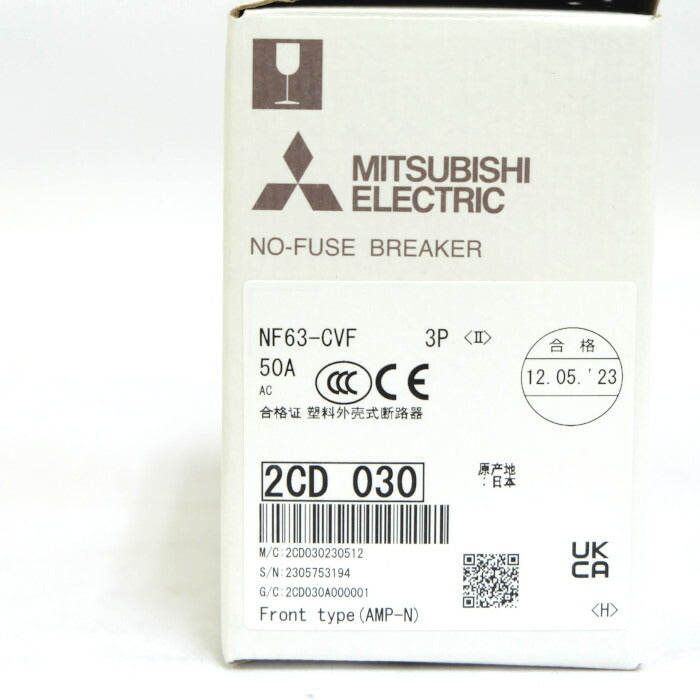 MITSUBISHI
ELECTRIC
NO-FUSE BREAKER
NF63-CVF 3P <Ⅱ>
50A
AC
CCC CE
合格
12.05.'23
合格证 塑料外壳式断路器
2CD 030
原产地
:日本
M/C:2CD030230512
S/N:2305753194
G/C:2CD030A000001
Front type(AMP-N)
UK
CA
<H>